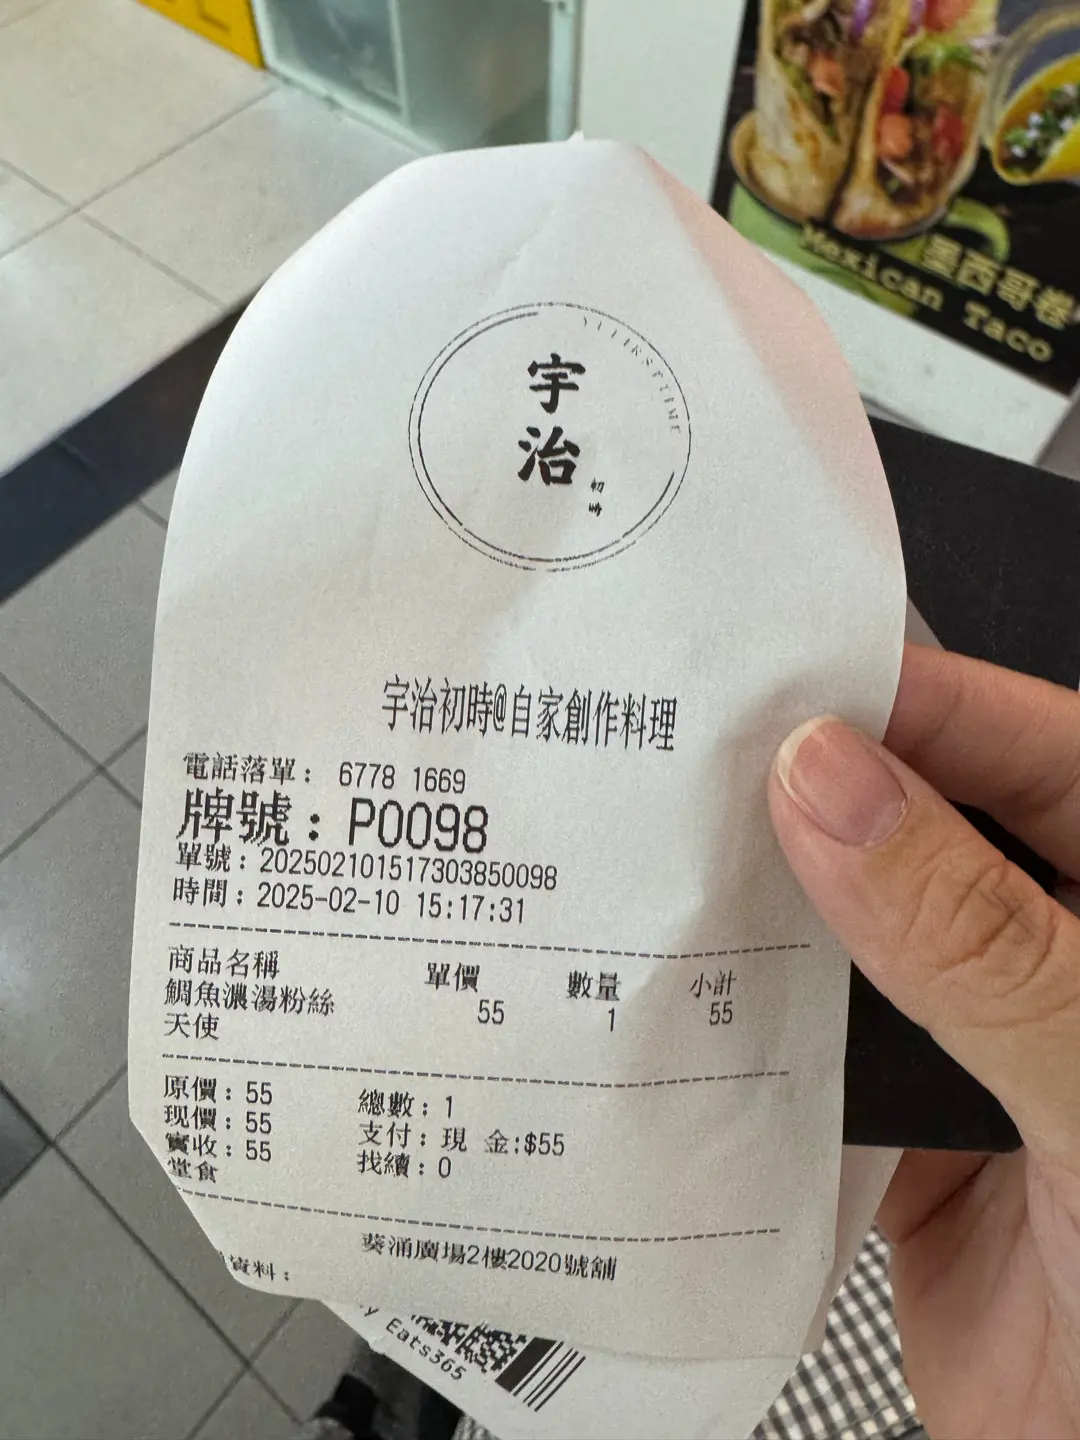 墨西哥卷
Mexican Taco
YUFIRSTTIME
宇治
初時
宇治初時@自家創作料理
電話落單： 6778 1669
牌號：P0098
單號：202502101517303850098
時間：2025-02-10 15:17:31
商品名稱 單價 數量 小計
鯛魚濃湯粉絲 55 1 55
天使
原價：55 總數：1
现價：55 支付：現 金:$55
實收：55 找續：0
堂食
葵涌廣場2樓2020號舖
資料：
y Eats365